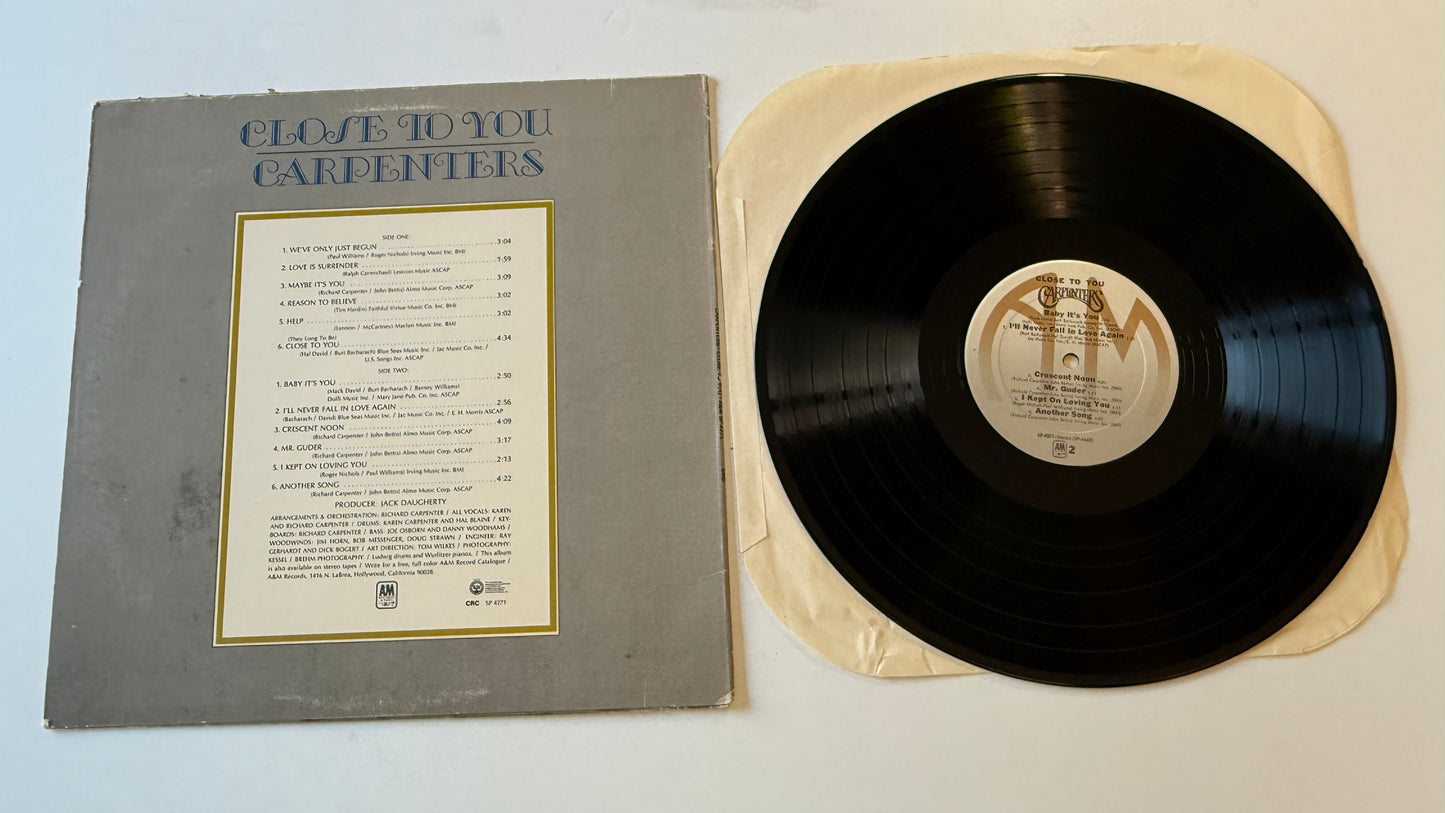 CLOSE TO YOU
CARPENTERS
SIDE ONE:
1. WE'VE ONLY JUST BEGUN 3:04
(Paul Williams / Roger Nichols) Irving Music Inc. BMI
2. LOVE IS SURRENDER 1:59
(Ralph Carmichael) Lexicon Music ASCAP
3. MAYBE IT'S YOU 3:09
(Richard Carpenter / John Bettis) Almo Music Corp. ASCAP
4. REASON TO BELIEVE 3:02
(Tim Hardin) Faithful Virtue Music Co. Inc. BMI
5. HELP 3:02
(Lennon / McCartney) Maclen Music Inc. BMI
(They Long To Be)
6. CLOSE TO YOU 4:34
(Hal David / Burt Bacharach) Blue Seas Music Inc. / Jac Music Co. Inc. /
U.S. Songs Inc. ASCAP
SIDE TWO:
1. BABY IT'S YOU 2:50
(Mack David / Burt Bacharach / Barney Williams)
Dolfi Music Inc. / Mary Jane Pub. Co. Inc. ASCAP
2. I'LL NEVER FALL IN LOVE AGAIN 2:56
(Bacharach / David) Blue Seas Music Inc. / Jac Music Co. Inc. / E. H. Morris ASCAP
3. CRESCENT NOON 4:09
(Richard Carpenter / John Bettis) Almo Music Corp. ASCAP
4. MR. GUDER 3:17
(Richard Carpenter / John Bettis) Almo Music Corp. ASCAP
5. I KEPT ON LOVING YOU 2:13
(Roger Nichols / Paul Williams) Irving Music Inc. BMI
6. ANOTHER SONG 4:22
(Richard Carpenter / John Bettis) Almo Music Corp. ASCAP
PRODUCER: JACK DAUGHERTY
ARRANGEMENTS & ORCHESTRATION: RICHARD CARPENTER / ALL VOCALS: KAREN
AND RICHARD CARPENTER / DRUMS: KAREN CARPENTER AND HAL BLAINE / KEY-
BOARDS: RICHARD CARPENTER / BASS: JOE OSBORN AND DANNY WOODHAMS /
WOODWINDS: JIM HORN, BOB MESSENGER, DOUG STRAWN / ENGINEER: RAY
GERHARDT AND DICK BOGERT / ART DIRECTION: TOM WILKES / PHOTOGRAPHY:
KESSEL / BREHM PHOTOGRAPHY. / Ludwig drums and Wurlitzer pianos. / This album
is also available on stereo tapes / Write for a free, full color A&M Record Catalogue /
A&M Records, 1416 N. LaBrea, Hollywood, California 90028.
AM
CRC SP 4271
CLOSE TO YOU
CARPENTERS
Baby It's You
I'll Never Fall in Love Again
Crescent Noon
Mr. Guder
I Kept On Loving You
Another Song
AM 2